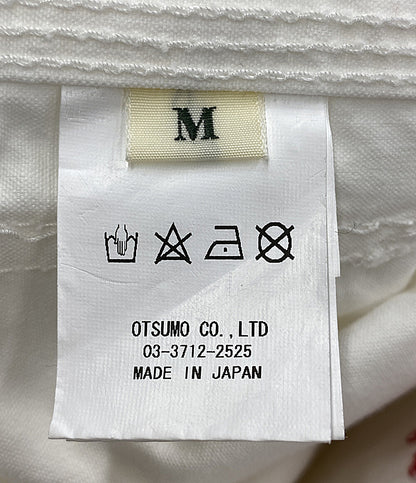 M
OTSUMO CO.,LTD
03-3712-2525
MADE IN JAPAN